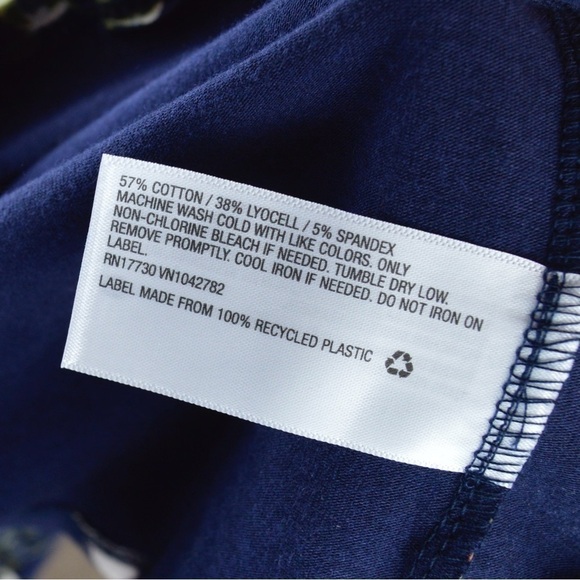 57% COTTON / 38% LYOCELL / 5% SPANDEX
MACHINE WASH COLD WITH LIKE COLORS. ONLY
NON-CHLORINE BLEACH IF NEEDED. TUMBLE DRY LOW.
REMOVE PROMPTLY. COOL IRON IF NEEDED. DO NOT IRON ON
LABEL.
RN17730 VN1042782
LABEL MADE FROM 100% RECYCLED PLASTIC